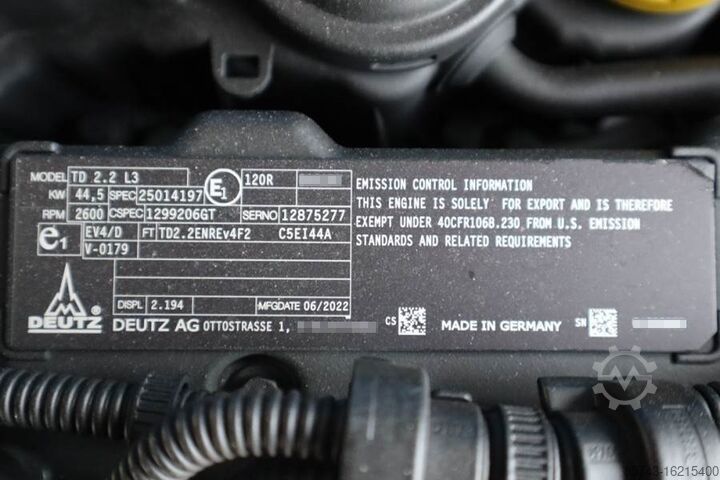 MODEL TD 2.2 L3 120R
KW 44,5 SPEC 25014197 E1
RPM 2600 CSPEC 1299206GT SERNO 12875277
e1 EV4/D FT TD2.2ENREv4F2 C5EI44A
V-0179
DISPL 2.194 MFGDATE 06/2022
DEUTZ DEUTZ AG OTTOSTRASSE 1,
EMISSION CONTROL INFORMATION
THIS ENGINE IS SOLELY FOR EXPORT AND IS THEREFORE
EXEMPT UNDER 40CFR1068.230 FROM U.S. EMISSION
STANDARDS AND RELATED REQUIREMENTS
CS MADE IN GERMANY SN
-16215400